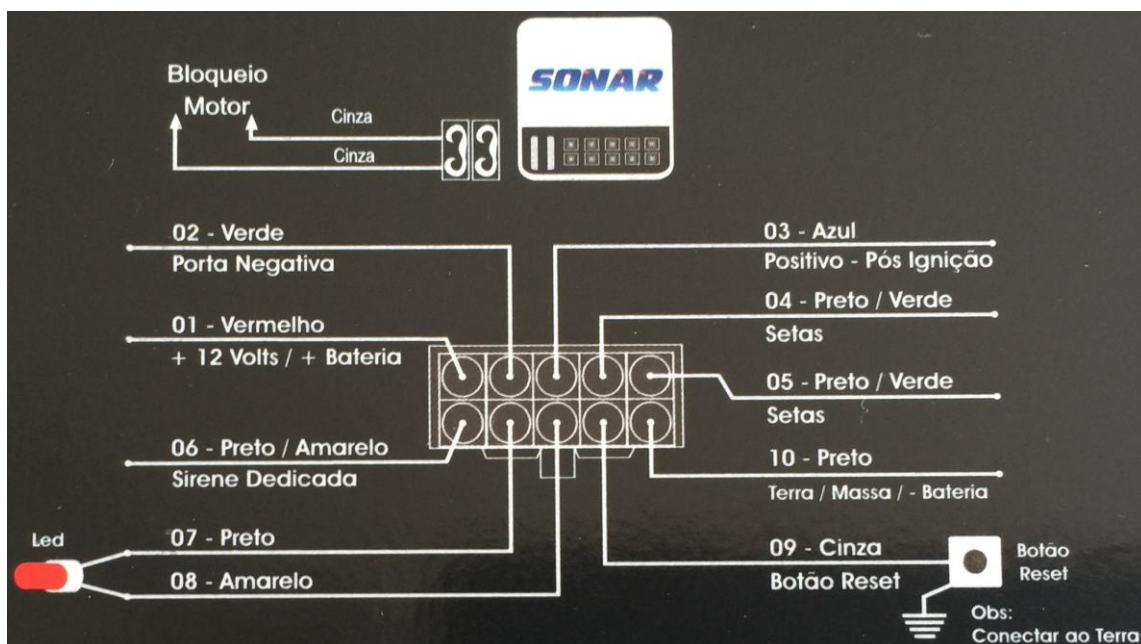 SONAR
Bloqueio
Motor
Cinza
Cinza
02 - Verde
Porta Negativa
01 - Vermelho
+ 12 Volts / + Bateria
06 - Preto / Amarelo
Sirene Dedicada
Led
07 - Preto
08 - Amarelo
03 - Azul
Positivo - Pós Ignição
04 - Preto / Verde
Setas
05 - Preto / Verde
Setas
10 - Preto
Terra / Massa / - Bateria
09 - Cinza
Botão Reset
Botão
Reset
Obs:
Conectar ao Terra